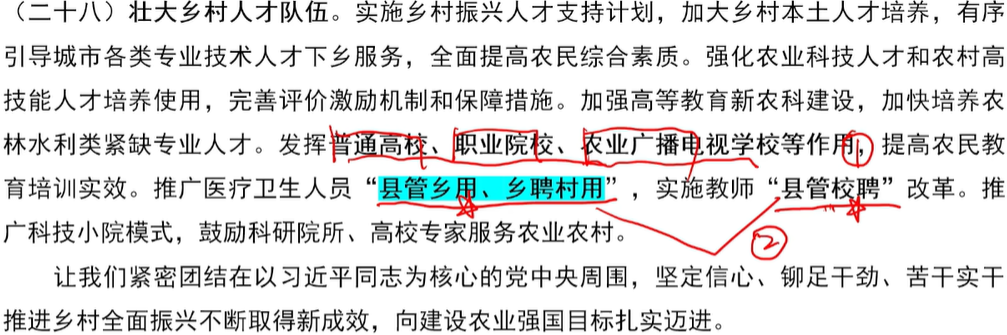 （二十八）壮大乡村人才队伍。实施乡村振兴人才支持计划，加大乡村本土人才培养，有序
引导城市各类专业技术人才下乡服务，全面提高农民综合素质。强化农业科技人才和农村高
技能人才培养使用，完善评价激励机制和保障措施。加强高等教育新农科建设，加快培养农
林水利类紧缺专业人才。发挥普通高校、职业院校、农业广播电视学校等作用，提高农民教
育培训实效。推广医疗卫生人员“县管乡用、乡聘村用”，实施教师“县管校聘”改革。推
广科技小院模式，鼓励科研院所、高校专家服务农业农村。
让我们紧密团结在以习近平同志为核心的党中央周围，坚定信心、铆足干劲、苦干实干
推进乡村全面振兴不断取得新成效，向建设农业强国目标扎实迈进。
①
②